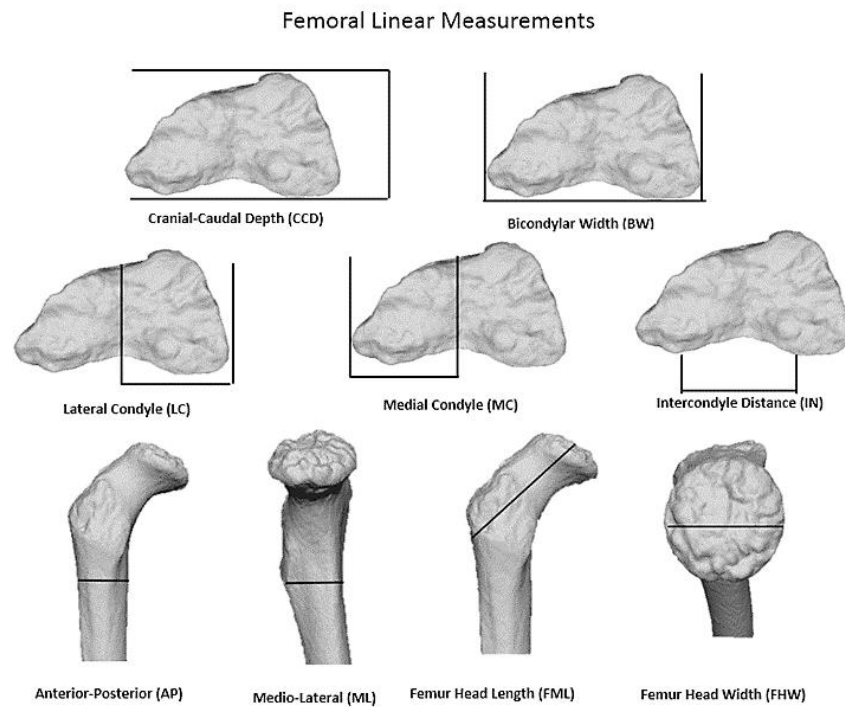 Femoral Linear Measurements
Cranial-Caudal Depth (CCD)
Bicondylar Width (BW)
Lateral Condyle (LC)
Medial Condyle (MC)
Intercondyle Distance (IN)
Anterior-Posterior (AP)
Medio-Lateral (ML)
Femur Head Length (FML)
Femur Head Width (FHW)